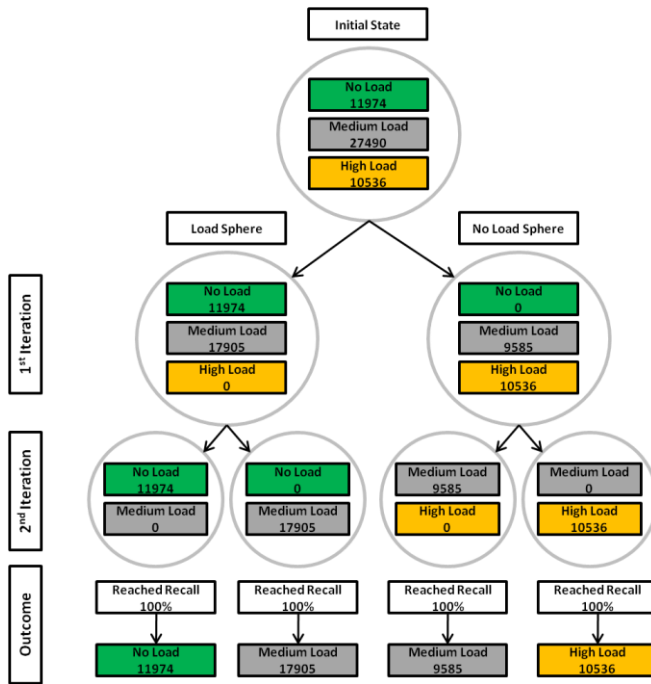 Initial State
No Load
11974
Medium Load
27490
High Load
10536
Load Sphere
No Load Sphere
1st Iteration
No Load
11974
Medium Load
17905
High Load
0
No Load
0
Medium Load
9585
High Load
10536
2nd Iteration
No Load
11974
Medium Load
0
No Load
0
Medium Load
17905
Medium Load
9585
High Load
0
Medium Load
0
High Load
10536
Outcome
Reached Recall
100%
Reached Recall
100%
Reached Recall
100%
Reached Recall
100%
No Load
11974
Medium Load
17905
Medium Load
9585
High Load
10536